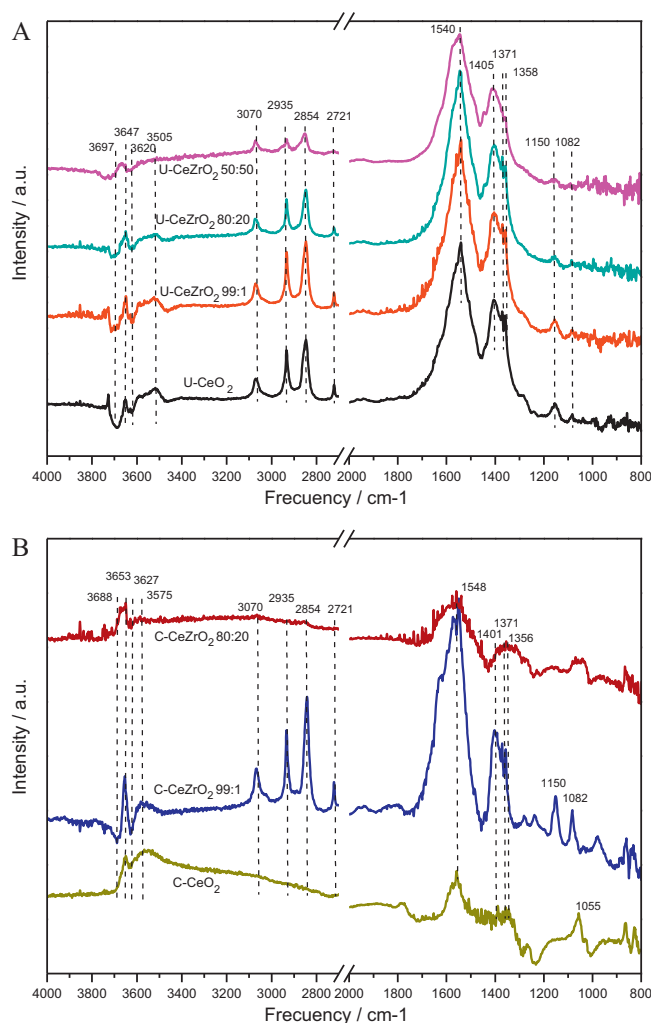 A
1540
1405
1371
1358
3697
3647
3620
3505
3070
2935
2854
2721
1150
1082
U-CeZrO2 50:50
U-CeZrO2 80:20
U-CeZrO2 99:1
U-CeO2
Intensity / a.u.
4000 3800 3600 3400 3200 3000 2800 2000 1800 1600 1400 1200 1000 800
Frecuency / cm-1
B
3688
3653
3627
3575
3070
2935
2854
2721
1548
1401
1371
1356
C-CeZrO2 80:20
C-CeZrO2 99:1
1150
1082
C-CeO2
1055
Intensity / a.u.
4000 3800 3600 3400 3200 3000 2800 2000 1800 1600 1400 1200 1000 800
Frecuency / cm-1